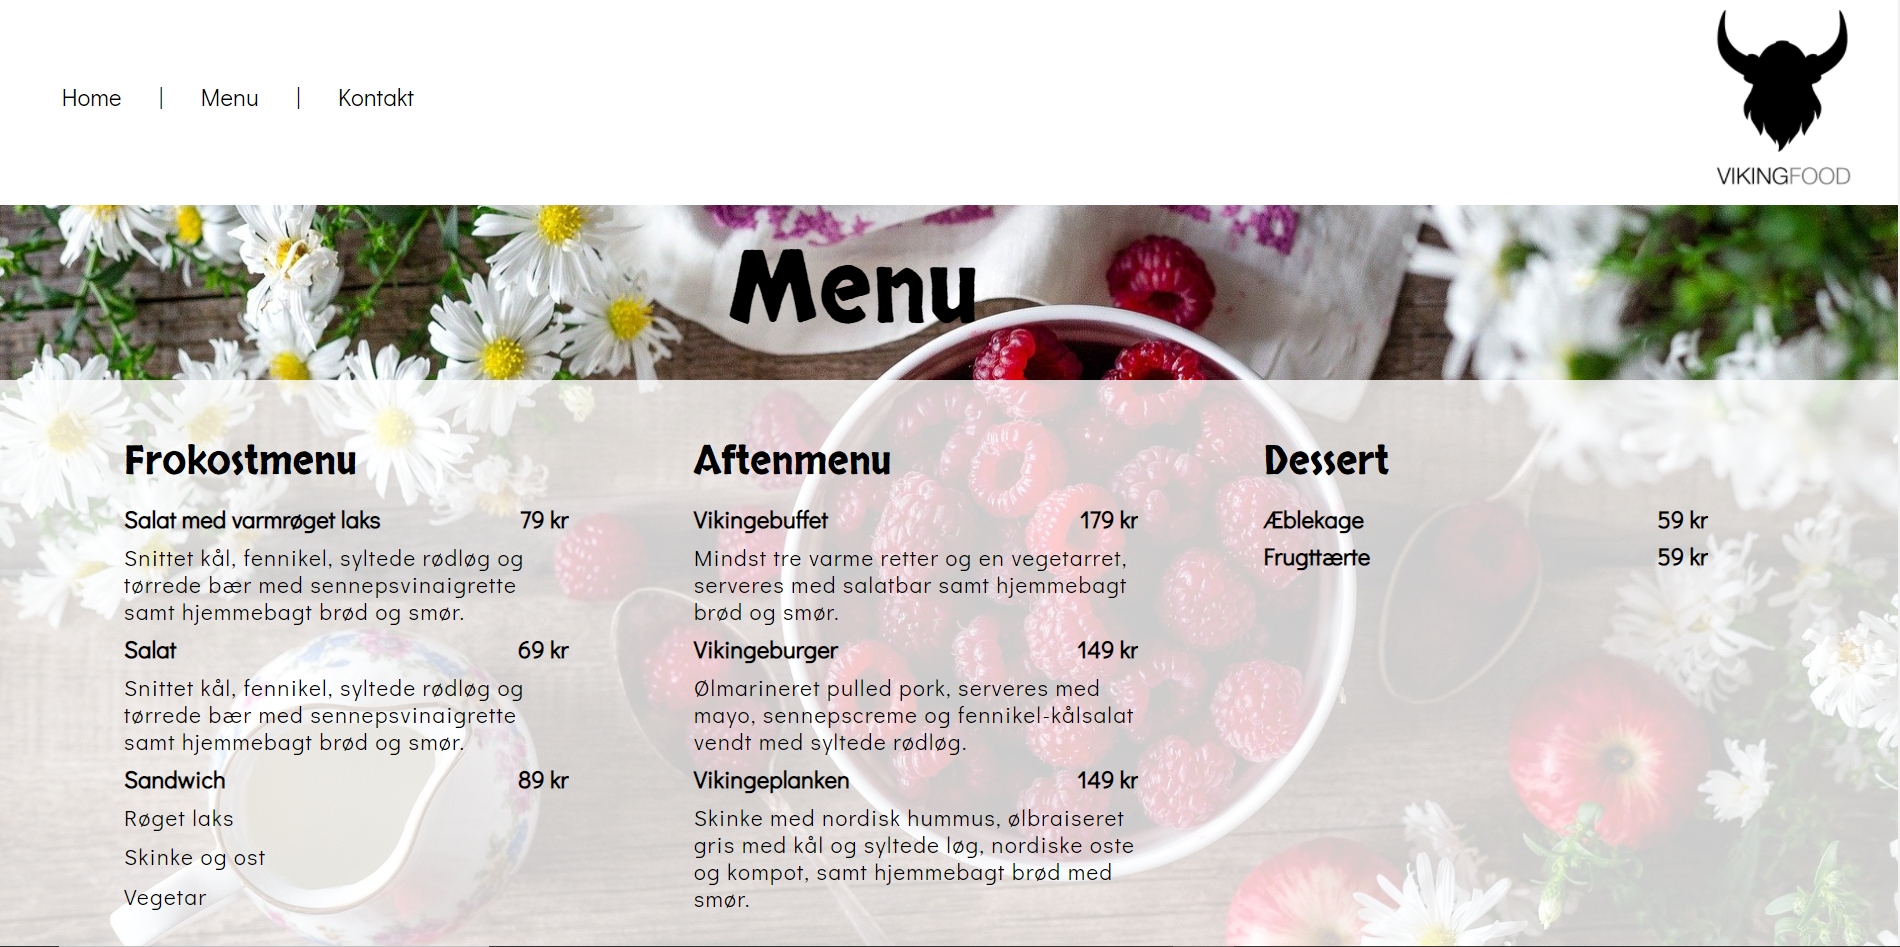 Home | Menu | Kontakt
VIKINGFOOD
Menu
Frokostmenu
Salat med varmrøget laks 79 kr
Snittet kål, fennikel, syltede rødløg og
tørrede bær med sennepsvinaigrette
samt hjemmebagt brød og smør.
Salat 69 kr
Snittet kål, fennikel, syltede rødløg og
tørrede bær med sennepsvinaigrette
samt hjemmebagt brød og smør.
Sandwich 89 kr
Røget laks
Skinke og ost
Vegetar
Aftenmenu
Vikingebuffet 179 kr
Mindst tre varme retter og en vegetarret,
serveres med salatbar samt hjemmebagt
brød og smør.
Vikingeburger 149 kr
Ølmarineret pulled pork, serveres med
mayo, sennepscreme og fennikel-kålsalat
vendt med syltede rødløg.
Vikingeplanken 149 kr
Skinke med nordisk hummus, ølbraiseret
gris med kål og syltede løg, nordiske oste
og kompot, samt hjemmebagt brød med
smør.
Dessert
Æblekage 59 kr
Frugttærte 59 kr